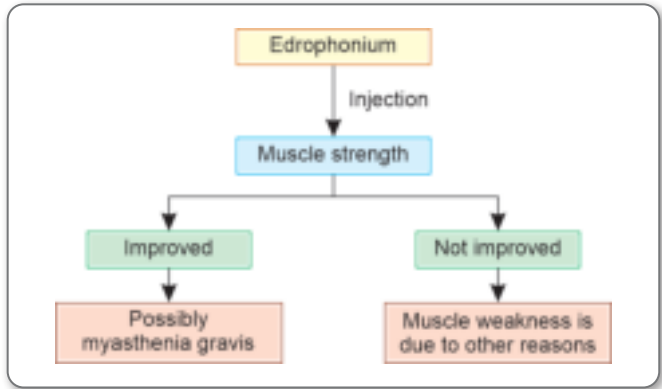 Edrophonium
Injection
Muscle strength
Improved
Not improved
Possibly
myasthenia gravis
Muscle weakness is
due to other reasons